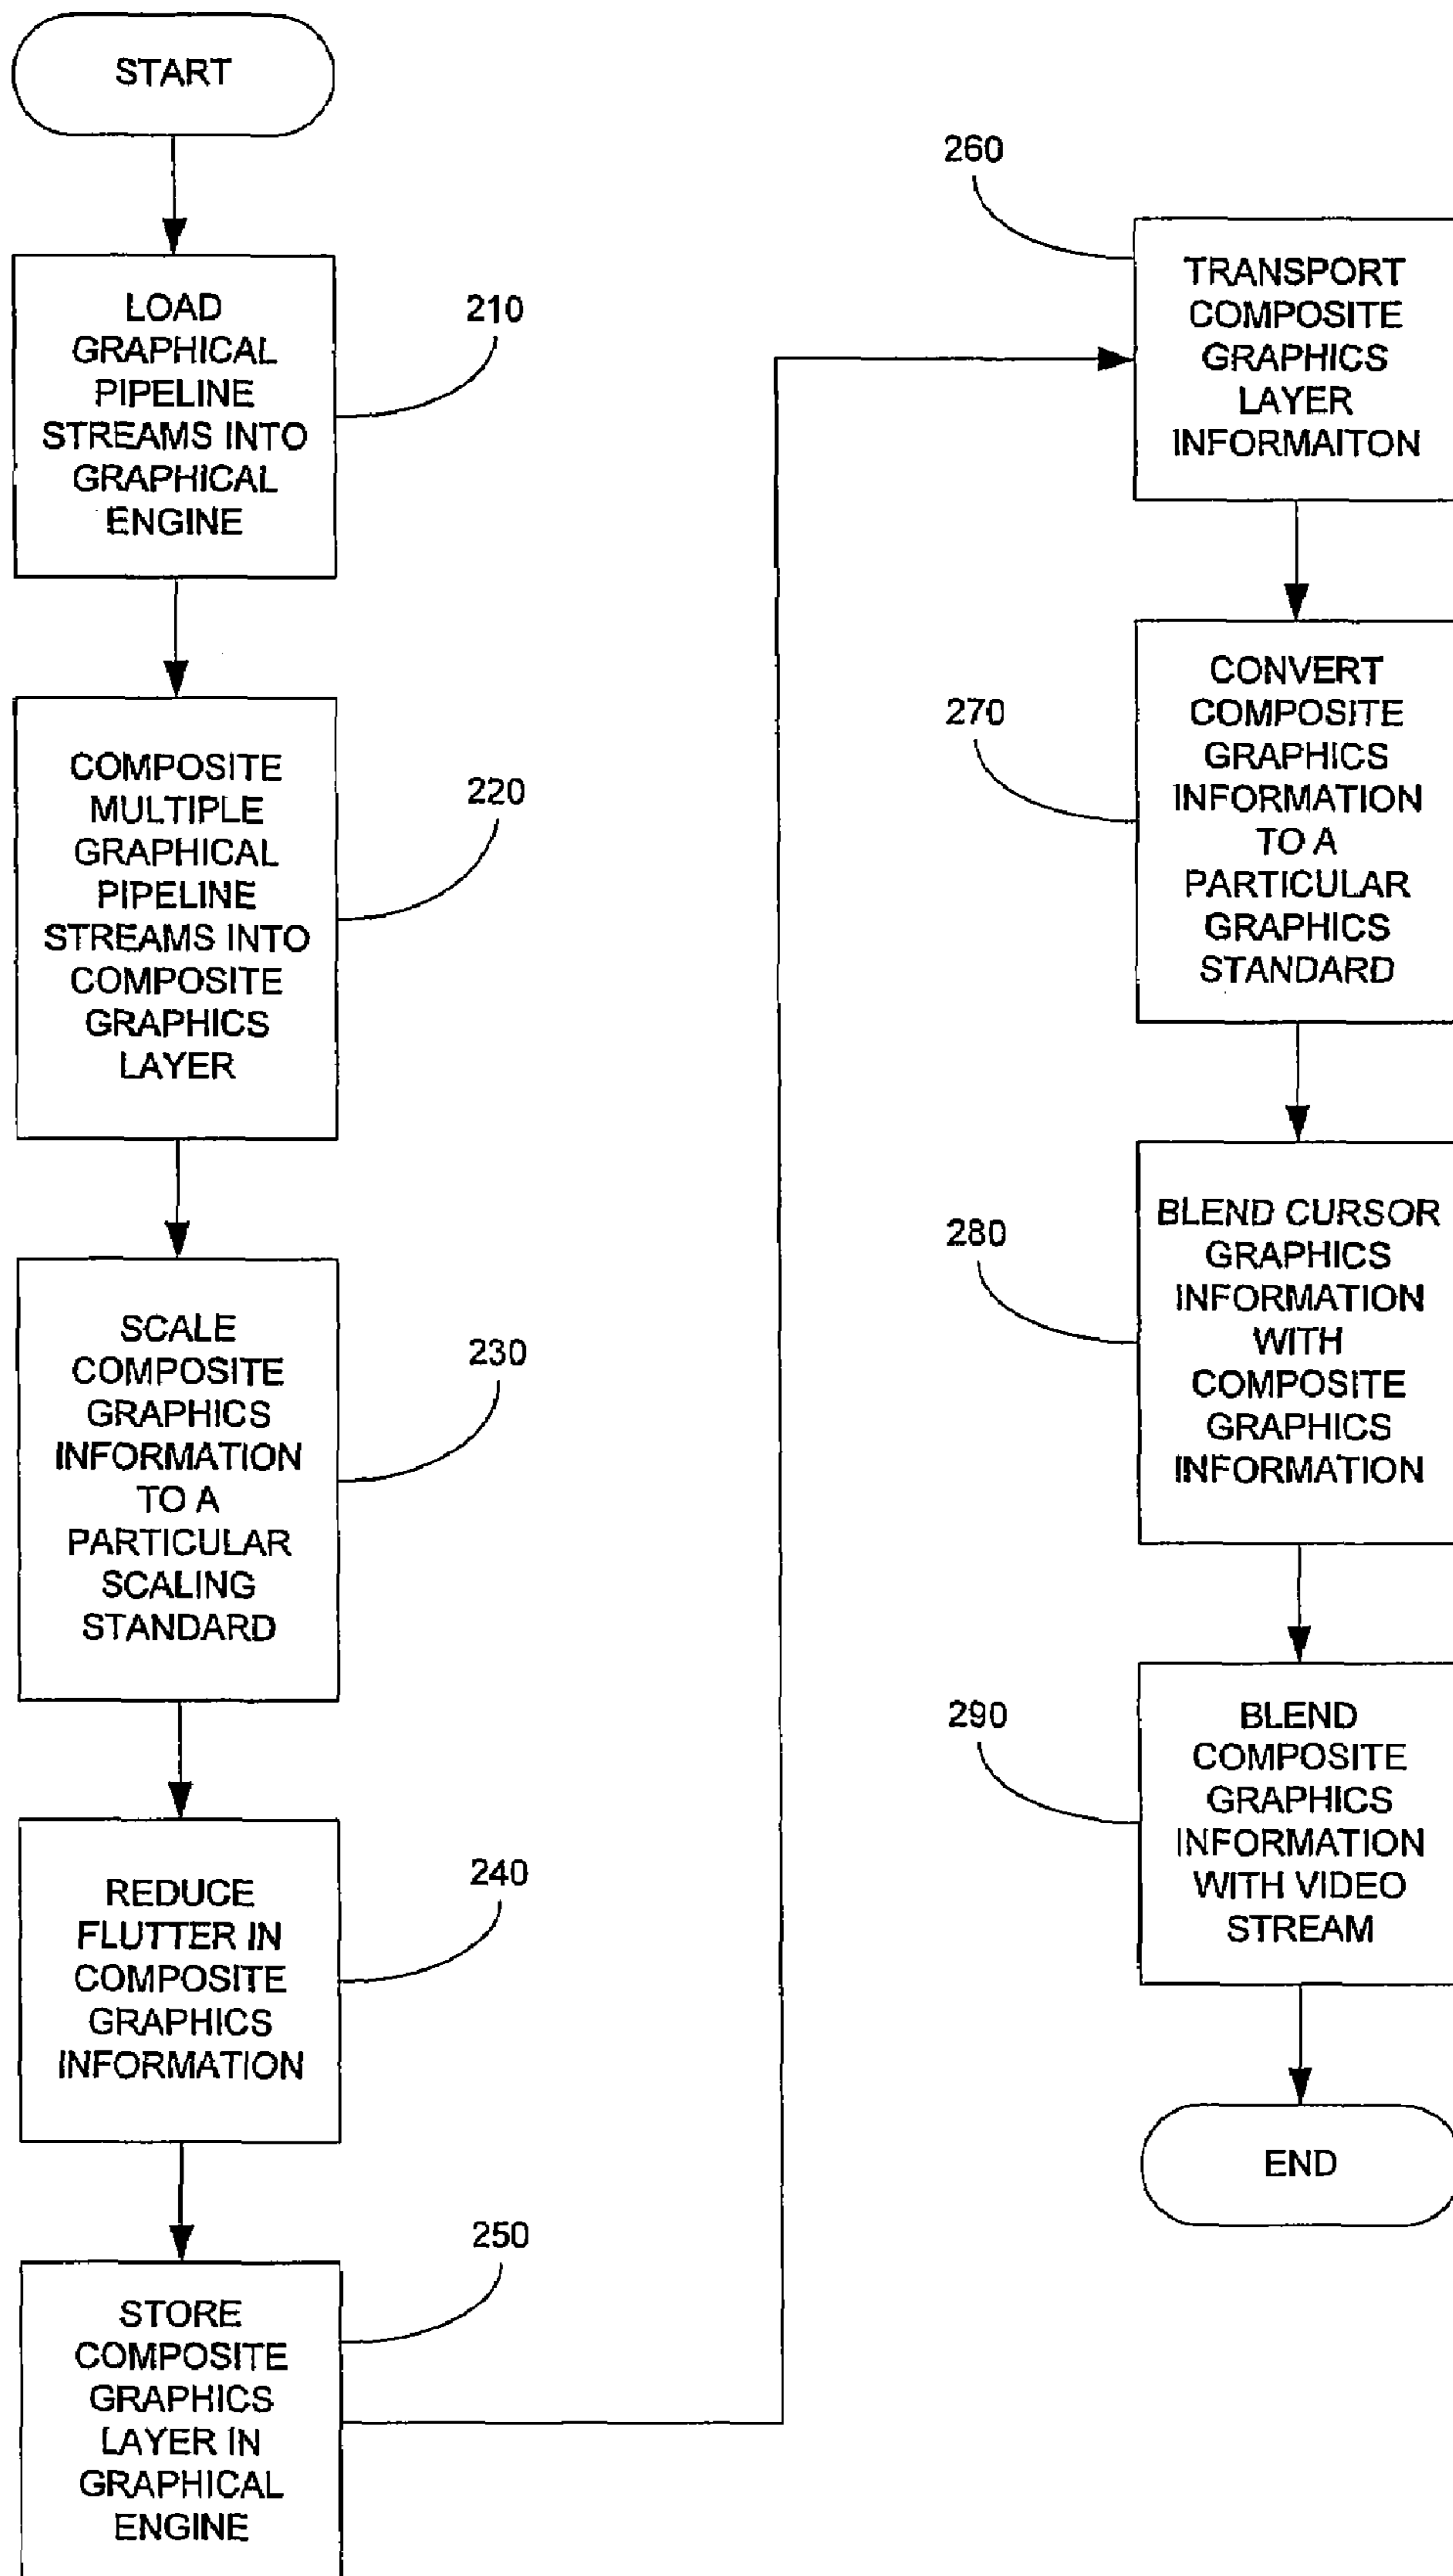 START
LOAD
GRAPHICAL
PIPELINE
STREAMS INTO
GRAPHICAL
ENGINE
210
COMPOSITE
MULTIPLE
GRAPHICAL
PIPELINE
STREAMS INTO
COMPOSITE
GRAPHICS
LAYER
220
SCALE
COMPOSITE
GRAPHICS
INFORMATION
TO A
PARTICULAR
SCALING
STANDARD
230
REDUCE
FLUTTER IN
COMPOSITE
GRAPHICS
INFORMATION
240
STORE
COMPOSITE
GRAPHICS
LAYER IN
GRAPHICAL
ENGINE
250
260
TRANSPORT
COMPOSITE
GRAPHICS
LAYER
INFORMAITON
270
CONVERT
COMPOSITE
GRAPHICS
INFORMATION
TO A
PARTICULAR
GRAPHICS
STANDARD
280
BLEND CURSOR
GRAPHICS
INFORMATION
WITH
COMPOSITE
GRAPHICS
INFORMATION
290
BLEND
COMPOSITE
GRAPHICS
INFORMATION
WITH VIDEO
STREAM
END